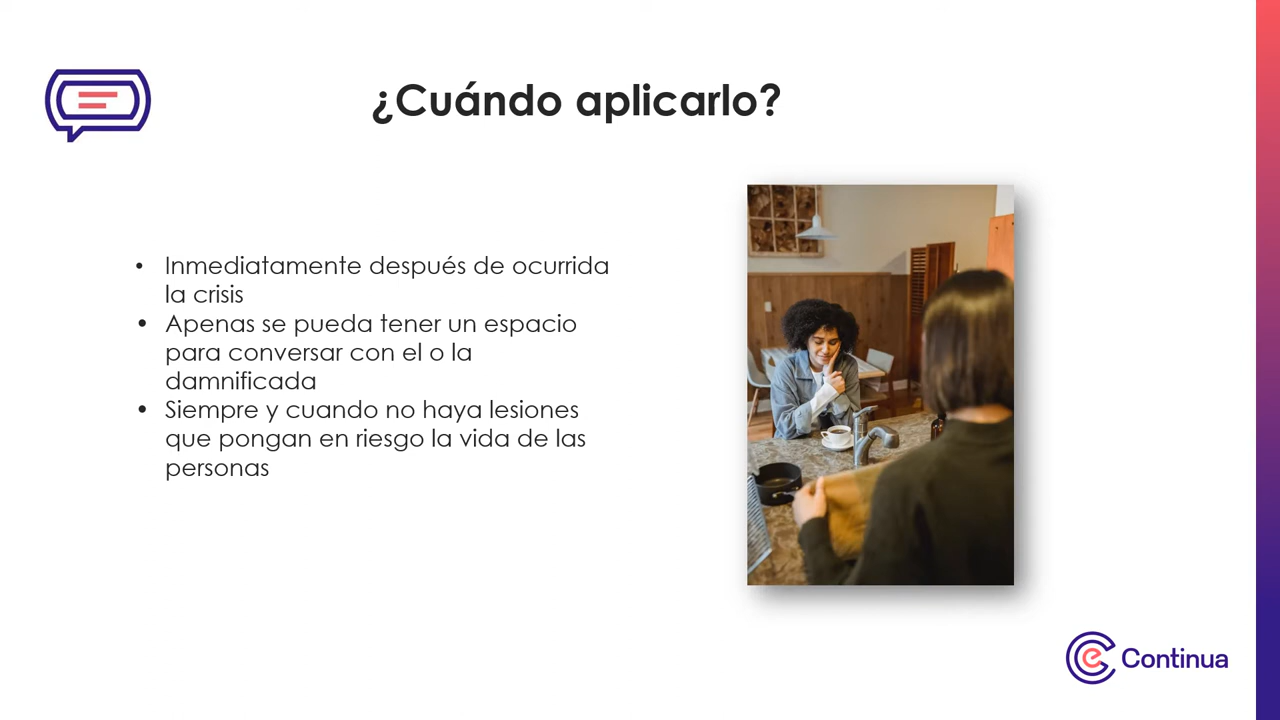 ¿Cuándo aplicarlo?
• Inmediatamente después de ocurrida
la crisis
• Apenas se pueda tener un espacio
para conversar con el o la
damnificada
• Siempre y cuando no haya lesiones
que pongan en riesgo la vida de las
personas
e Continua